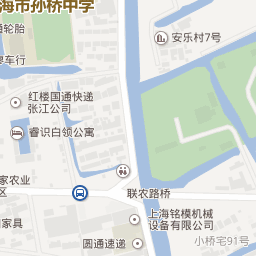 海市孙桥中学
轮胎
车行
安乐村7号
红楼国通快递
张江公司
睿识白领公寓
家农业
区
联农路桥
上海铭模机械
设备有限公司
家具
圆通速递
小桥宅91号